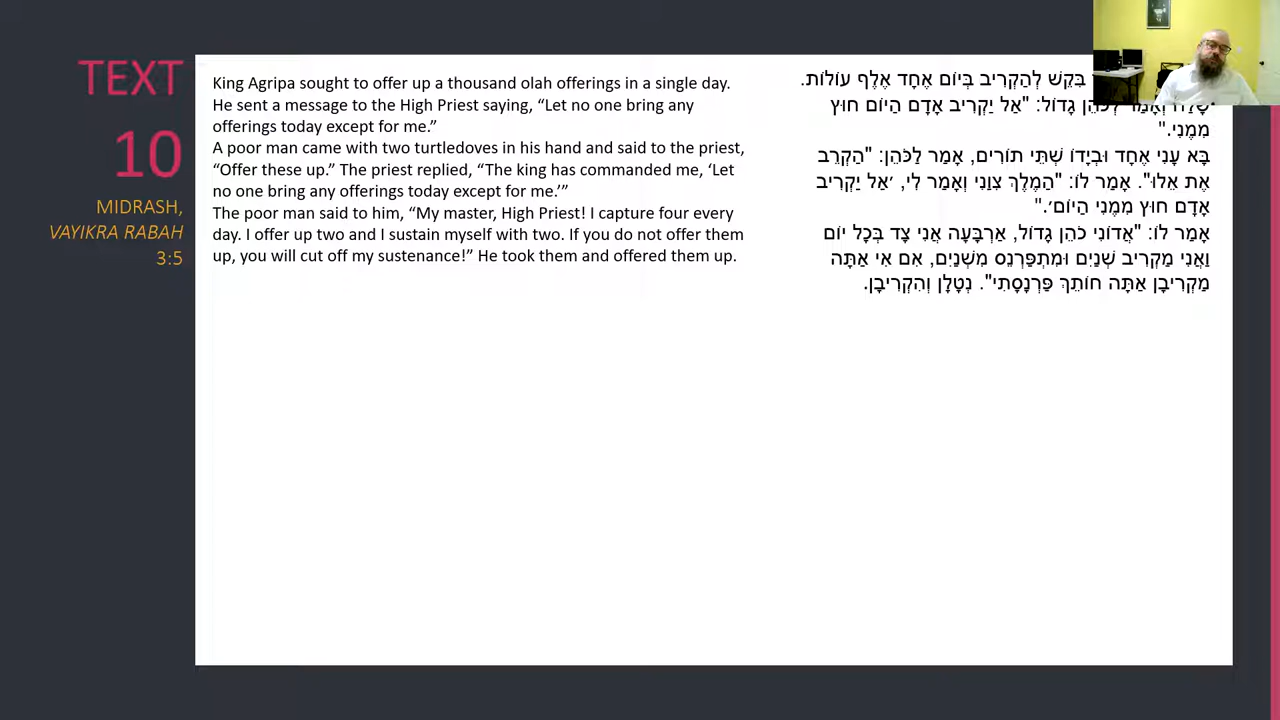 TEXT
10
MIDRASH,
VAYIKRA RABAH
3:5
King Agripa sought to offer up a thousand olah offerings in a single day.
He sent a message to the High Priest saying, “Let no one bring any
offerings today except for me.”
A poor man came with two turtledoves in his hand and said to the priest,
“Offer these up.” The priest replied, “The king has commanded me, ‘Let
no one bring any offerings today except for me.’”
The poor man said to him, “My master, High Priest! I capture four every
day. I offer up two and I sustain myself with two. If you do not offer them
up, you will cut off my sustenance!” He took them and offered them up.
בִּקֵּשׁ לְהַקְרִיב בְּיוֹם אֶחָד אֶלֶף עוֹלוֹת.
לְכֹּהֵן גָדוֹל: "אַל יַקְרִיב אָדָם הַיּוֹם חוּץ
מִמֶנִי."
בָּא עָנִי אֶחָד וּבְיָדוֹ שְׁתֵּי תוֹרִים, אָמַר לַכֹּהֵן: "הַקְרֵב
אֶת אֵלוּ". אָמַר לוֹ: "הַמֶלֶךְ צִוַנִי וְאָמַר לִי, ׳אַל יַקְרִיב
אָדָם חוּץ מִמֶנִי הַיוֹם׳."
אָמַר לוֹ: "אֲדוֹנִי כֹהֵן גָדוֹל, אַרְבָּעָה אֲנִי צָד בְּכָל יוֹם
וַאֲנִי מַקְרִיב שְׁנַיִם וּמִתְפַּרְנֵס מִשְׁנַיִם, אִם אִי אַתָּה
מַקְרִיבָן אַתָּה חוֹתֵךְ פַּרְנָסָתִי". נְטָלָן וְהִקְרִיבָן.